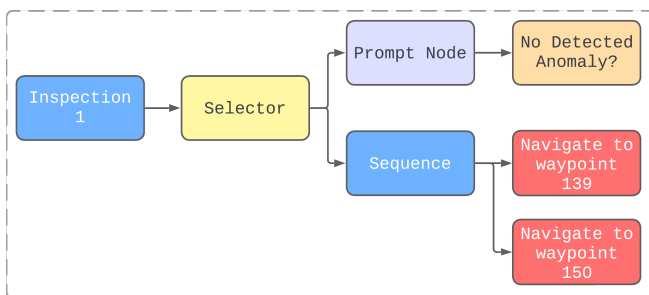 Inspection
1
Selector
Prompt Node
No Detected
Anomaly?
Sequence
Navigate to
waypoint
139
Navigate to
waypoint
150